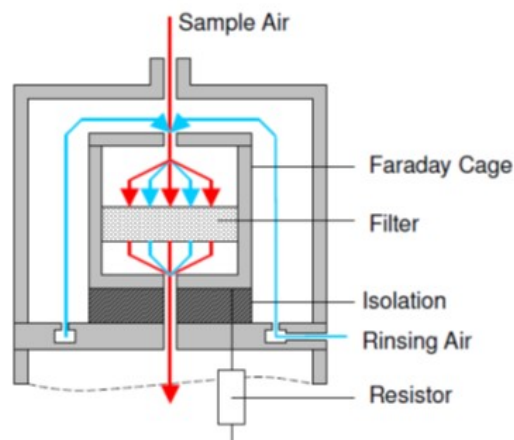 Sample Air
Faraday Cage
Filter
Isolation
Rinsing Air
Resistor